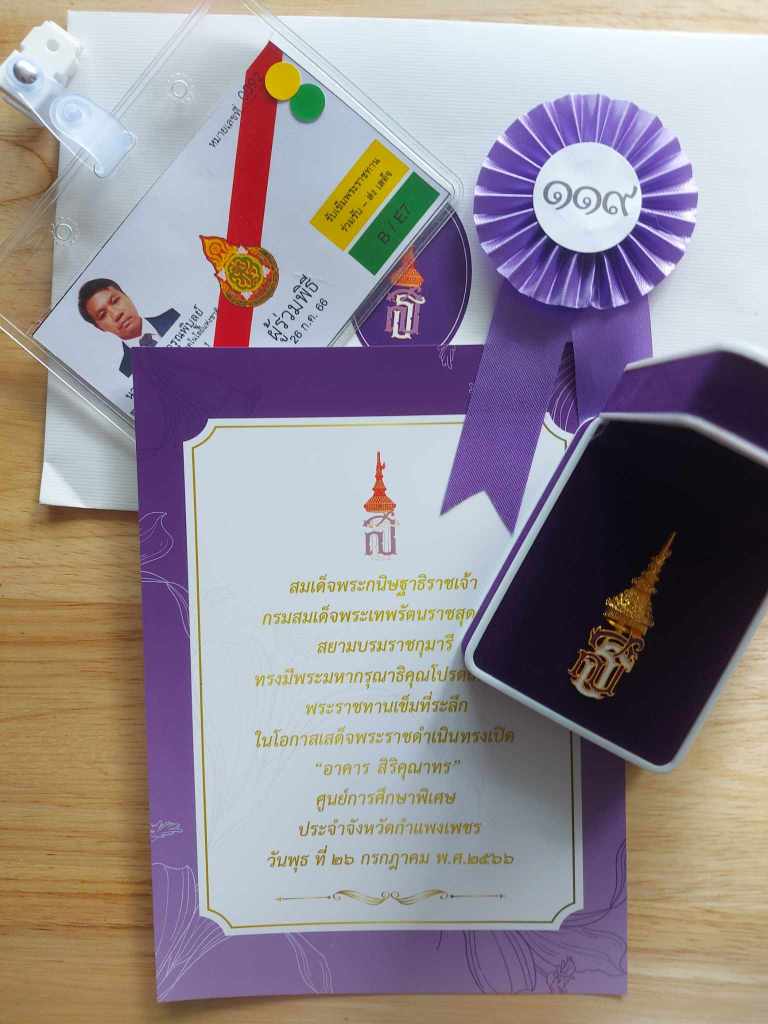 หมายเลขที่
รับเข็มพระราชทาน
ร่วมรับ - ส่ง เสด็จ
B / E7
ผู้ร่วมพิธี
26 ก.ค. 66
๑๑๙
สมเด็จพระกนิษฐาธิราชเจ้า
กรมสมเด็จพระเทพรัตนราชสุด
สยามบรมราชกุมารี
ทรงมีพระมหากรุณาธิคุณโปรด
พระราชทานเข็มที่ระลึก
ในโอกาสเสด็จพระราชดำเนินทรงเปิด
“อาคาร สิริคุณาทร”
ศูนย์การศึกษาพิเศษ
ประจำจังหวัดกำแพงเพชร
วันพุธ ที่ ๒๖ กรกฎาคม พ.ศ.๒๕๖๖